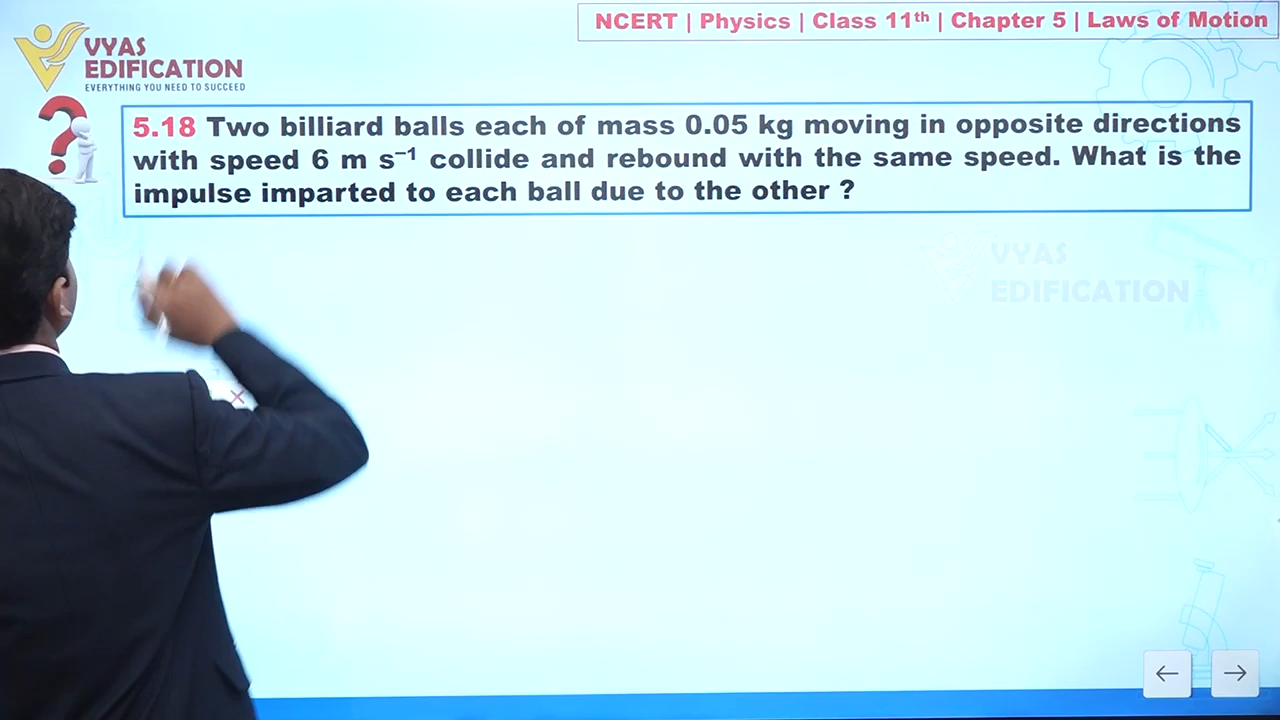 NCERT | Physics | Class 11th | Chapter 5 | Laws of Motion
VYAS
EDIFICATION
EVERYTHING YOU NEED TO SUCCEED
5.18 Two billiard balls each of mass 0.05 kg moving in opposite directions
with speed 6 m s⁻¹ collide and rebound with the same speed. What is the
impulse imparted to each ball due to the other ?
VYAS
EDIFICATION